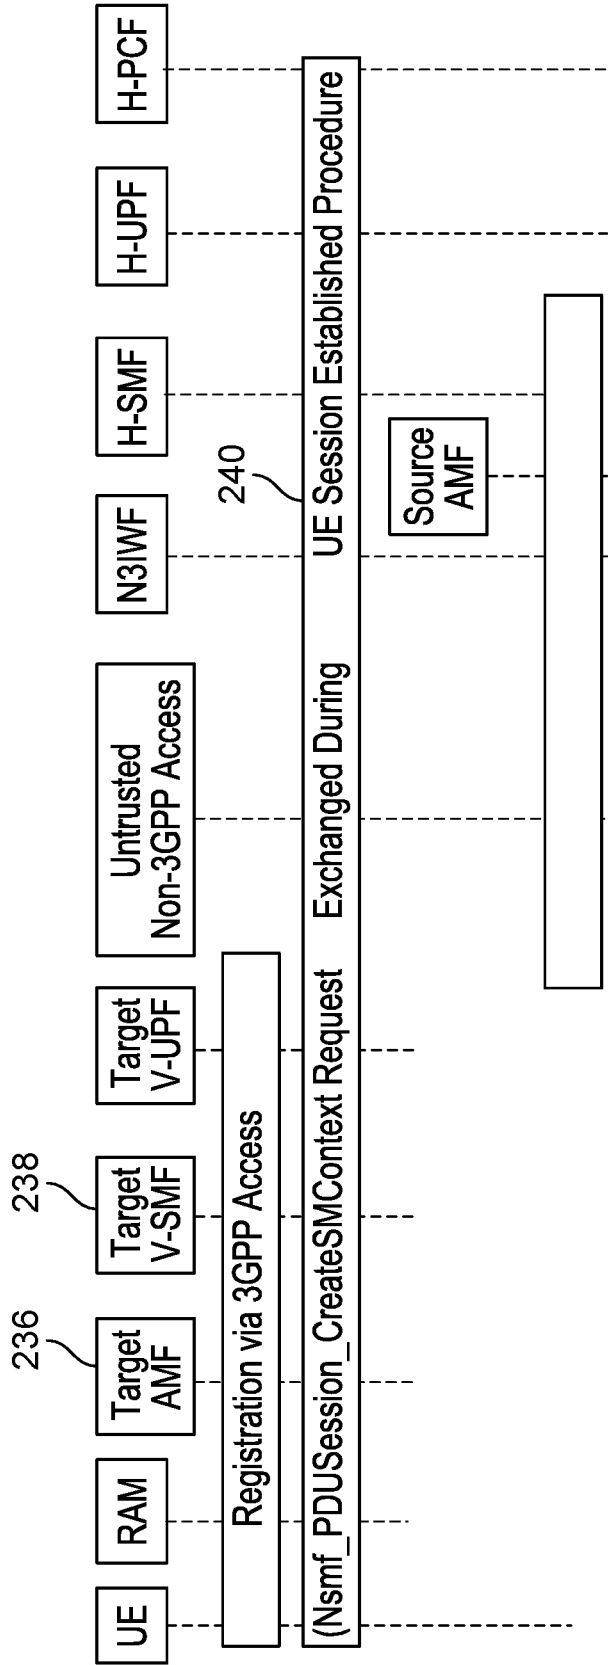 236
238
UE
RAM
Target
AMF
Target
V-SMF
Target
V-UPF
Untrusted
Non-3GPP Access
N3IWF
H-SMF
H-UPF
H-PCF
Registration via 3GPP Access
240
(Nsmf_PDUSession_CreateSMContext Request Exchanged During UE Session Established Procedure
Source
AMF